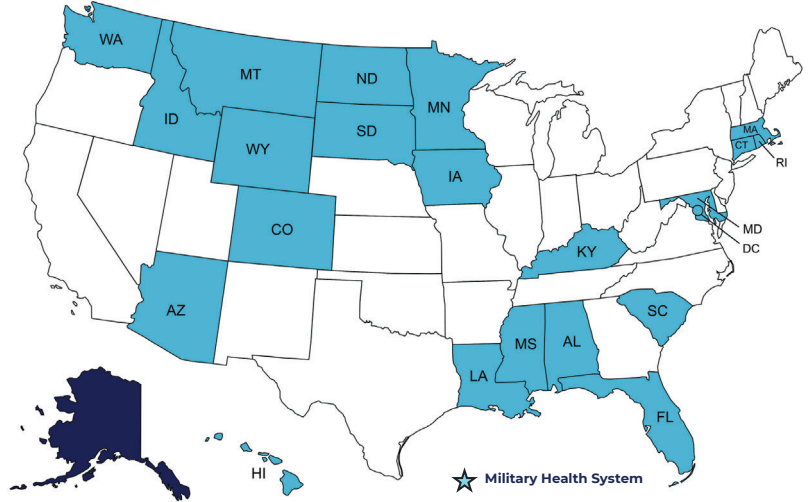 WA
MT
ND
MN
ID
SD
WY
MA
CT
RI
IA
CO
MD
DC
KY
AZ
SC
MS
AL
LA
FL
HI
Military Health System